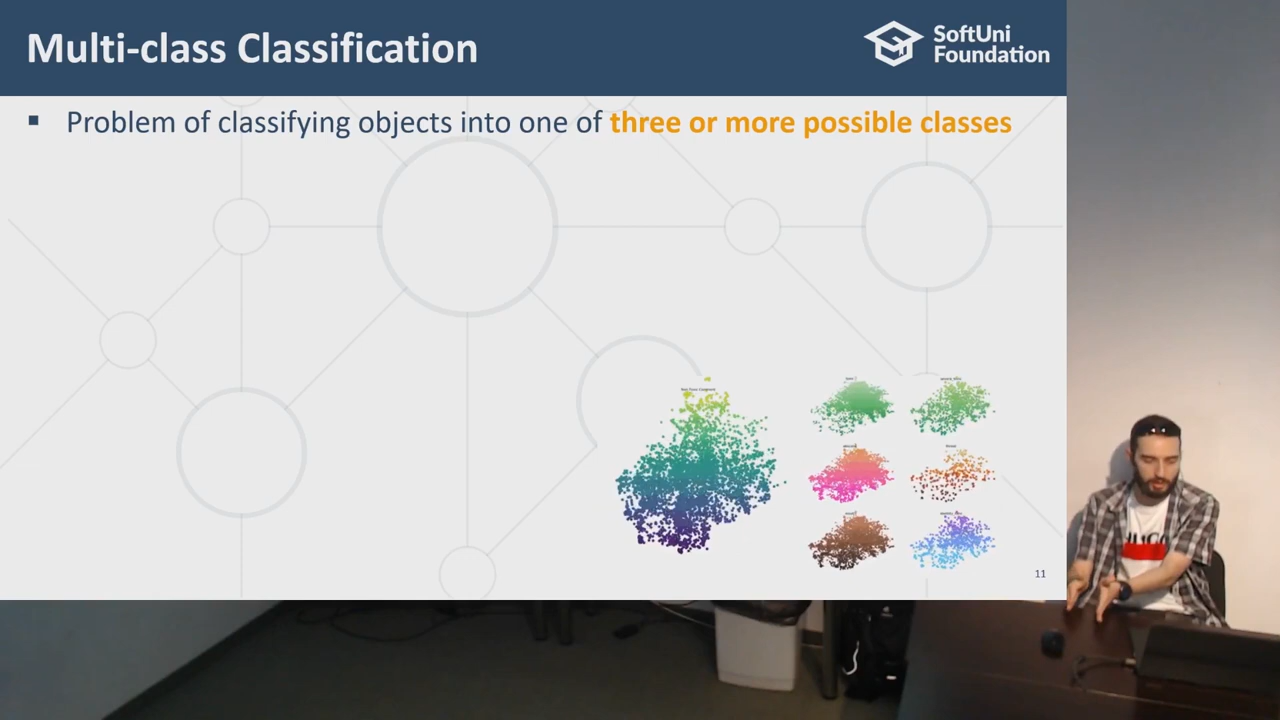 Multi-class Classification
SoftUni
Foundation
▪ Problem of classifying objects into one of three or more possible classes
11